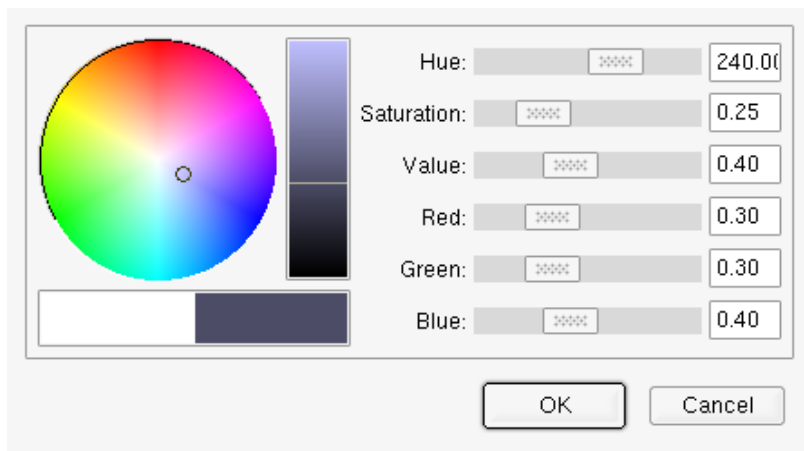 Hue: 240.0(
Saturation: 0.25
Value: 0.40
Red: 0.30
Green: 0.30
Blue: 0.40
OK Cancel